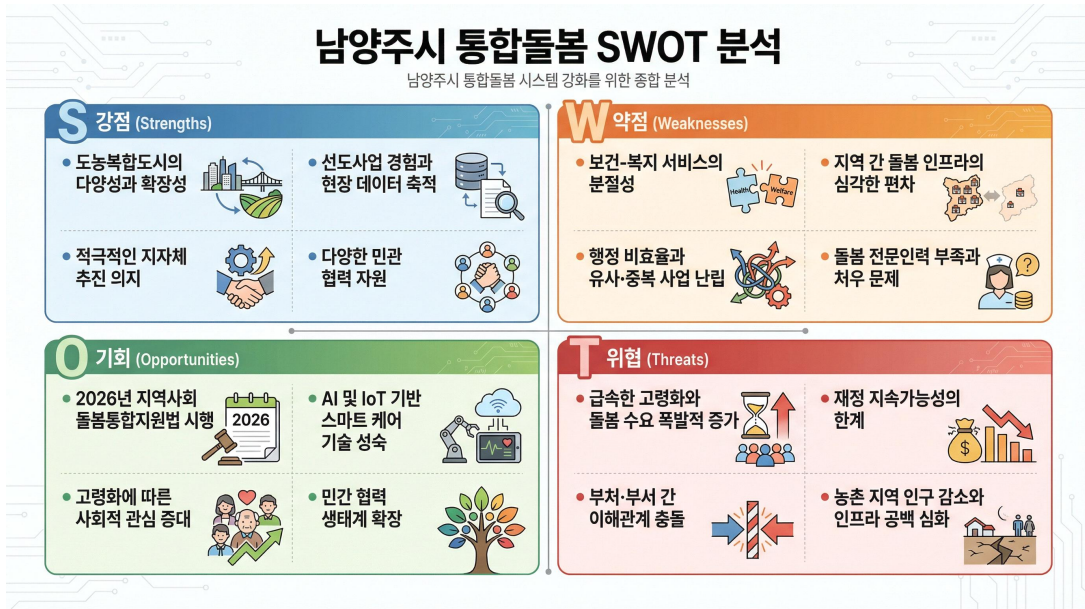 남양주시 통합돌봄 SWOT 분석
남양주시 통합돌봄 시스템 강화를 위한 종합 분석
S 강점 (Strengths)
도농복합도시의
다양성과 확장성
선도사업 경험과
현장 데이터 축적
적극적인 지자체
추진 의지
다양한 민관
협력 자원
W 약점 (Weaknesses)
보건-복지 서비스의
분절성
Health
Welfare
지역 간 돌봄 인프라의
심각한 편차
행정 비효율과
유사·중복 사업 난립
돌봄 전문인력 부족과
처우 문제
?
O 기회 (Opportunities)
2026년 지역사회
돌봄통합지원법 시행
2026
AI 및 IoT 기반
스마트 케어
기술 성숙
고령화에 따른
사회적 관심 증대
민간 협력
생태계 확장
T 위협 (Threats)
급속한 고령화와
돌봄 수요 폭발적 증가
재정 지속가능성의
한계
$
부처·부서 간
이해관계 충돌
농촌 지역 인구 감소와
인프라 공백 심화